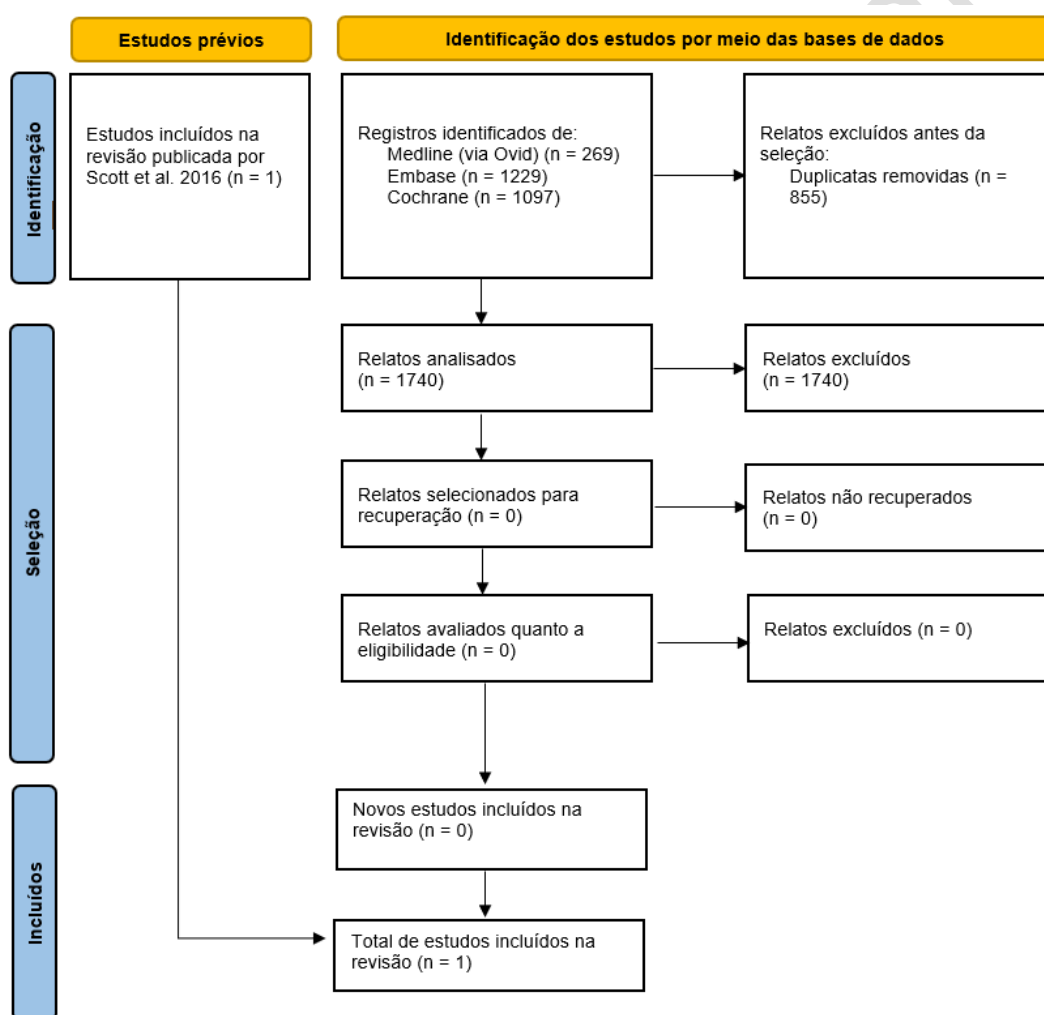 Estudos prévios
Identificação dos estudos por meio das bases de dados
Identificação
Estudos incluídos na
revisão publicada por
Scott et al. 2016 (n = 1)
Registros identificados de:
Medline (via Ovid) (n = 269)
Embase (n = 1229)
Cochrane (n = 1097)
Relatos excluídos antes da
seleção:
Duplicatas removidas (n =
855)
Seleção
Relatos analisados
(n = 1740)
Relatos excluídos
(n = 1740)
Relatos selecionados para
recuperação (n = 0)
Relatos não recuperados
(n = 0)
Relatos avaliados quanto a
eligibilidade (n = 0)
Relatos excluídos (n = 0)
Incluídos
Novos estudos incluídos na
revisão (n = 0)
Total de estudos incluídos na
revisão (n = 1)